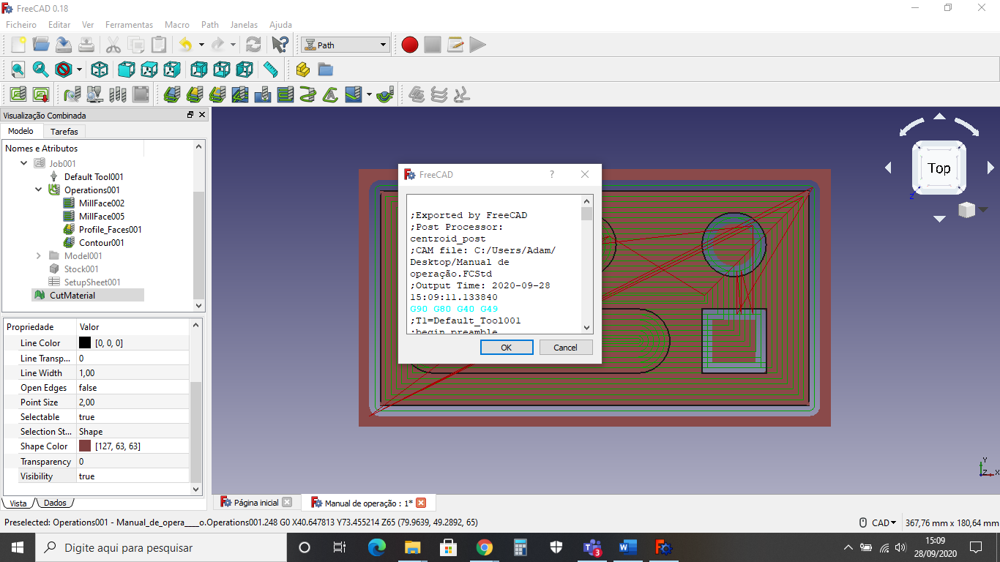 FreeCAD 0.18
Ficheiro Editar Ver Ferramentas Macro Path Janelas Ajuda
Path
Visualização Combinada
Modelo Tarefas
Nomes e Atributos
Job001
Default Tool001
Operations001
MillFace002
MillFace005
Profile_Faces001
Contour001
Model001
Stock001
SetupSheet001
CutMaterial
Propriedade Valor
Line Color [0, 0, 0]
Line Transp... 0
Line Width 1,00
Open Edges false
Point Size 2,00
Selectable true
Selection St... Shape
Shape Color [127, 63, 63]
Transparency 0
Visibility true
Vista Dados
FreeCAD ?
;Exported by FreeCAD
;Post Processor:
centroid_post
;CAM file: C:/Users/Adam/
Desktop/Manual de
operação.FCStd
;Output Time: 2020-09-28
15:09:11.133840
G90 G80 G40 G49
;T1=Default_Tool001
;begin preamble
OK Cancel
Top
Z
Y
Z X
Página inicial Manual de operação : 1*
Preselected: Operations001 - Manual_de_opera____o.Operations001.248 G0 X40.647813 Y73.455214 Z65 (79.9639, 49.2892, 65) CAD 367,76 mm x 180,64 mm
Digite aqui para pesquisar
3
15:09
28/09/2020